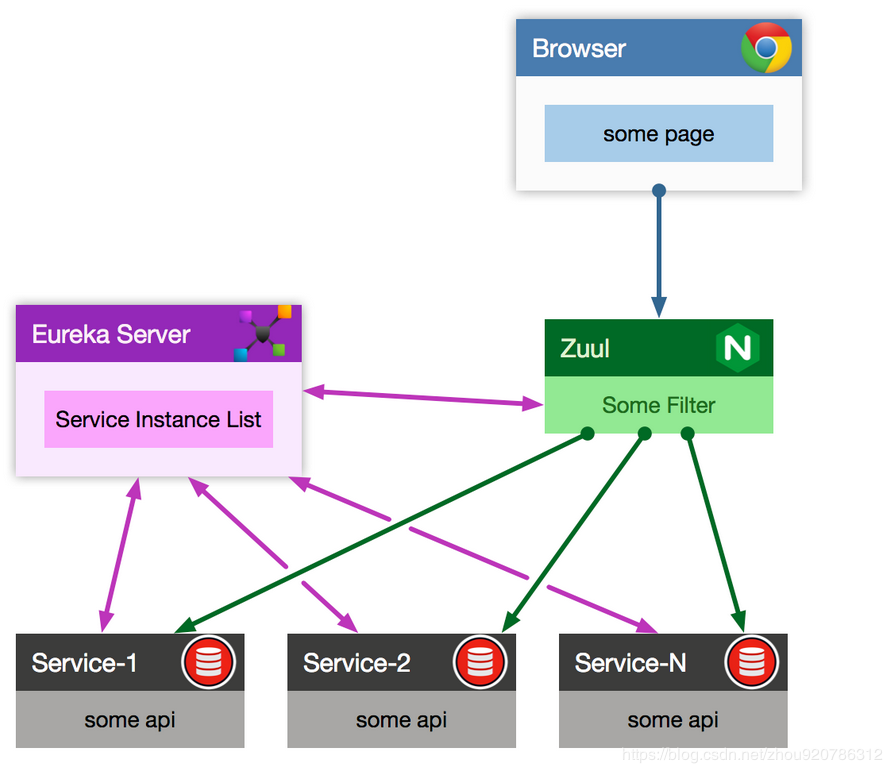 Browser
some page
Eureka Server
Service Instance List
Zuul
N
Some Filter
Service-1
some api
Service-2
some api
Service-N
some api
https://blog.csdn.net/zhou920786312